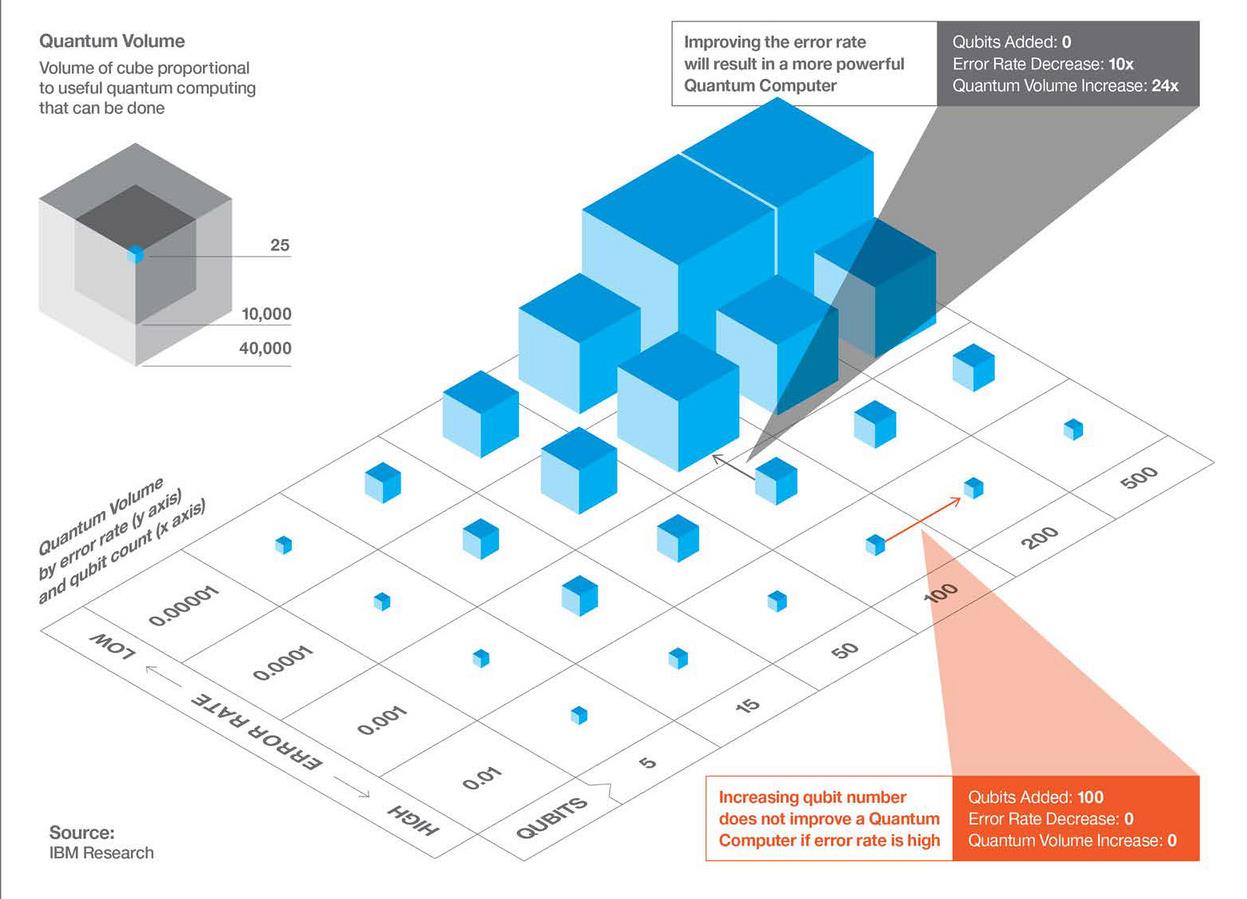 Quantum Volume
Volume of cube proportional
to useful quantum computing
that can be done
25
10,000
40,000
Improving the error rate
will result in a more powerful
Quantum Computer
Qubits Added: 0
Error Rate Decrease: 10x
Quantum Volume Increase: 24x
Quantum Volume
by error rate (y axis)
and qubit count (x axis)
0.00001
0.0001
0.001
0.01
LOW
ERROR RATE
HIGH
QUBITS
5
15
50
100
200
500
Increasing qubit number
does not improve a Quantum
Computer if error rate is high
Qubits Added: 100
Error Rate Decrease: 0
Quantum Volume Increase: 0
Source:
IBM Research